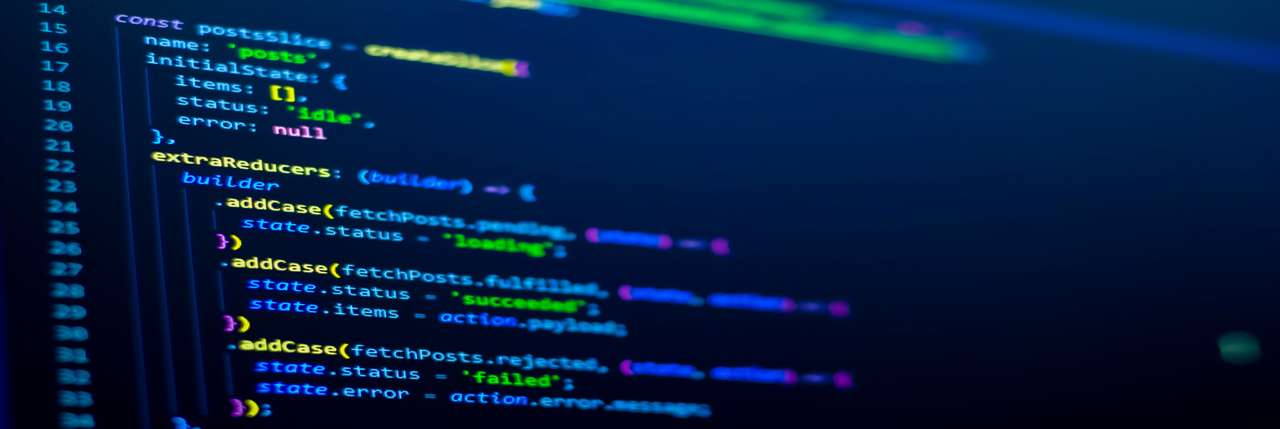 14 const postsSlice = createSlice({
15 name: 'posts',
16 initialState: {
17 items: [],
18 status: 'idle',
19 error: null
20 },
21 extraReducers: (builder) => {
22 builder
23 .addCase(fetchPosts.pending, (state) => {
24 state.status = 'loading';
25 })
26 .addCase(fetchPosts.fulfilled, (state, action) => {
27 state.status = 'succeeded';
28 state.items = action.payload;
29 })
30 .addCase(fetchPosts.rejected, (state, action) => {
31 state.status = 'failed';
32 state.error = action.error.message;
33 });
34 },